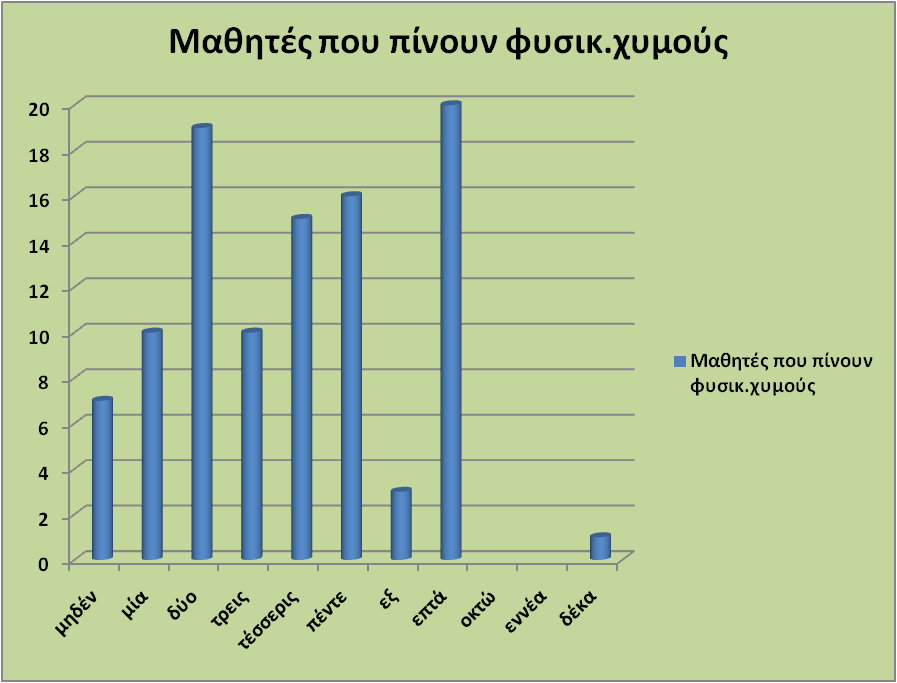 Μαθητές που πίνουν φυσικ.χυμούς
20
18
16
14
12
10
8
6
4
2
0
μηδέν
μία
δύο
τρεις
τέσσερις
πέντε
εξ
επτά
οκτώ
εννέα
δέκα
Μαθητές που πίνουν
φυσικ.χυμούς